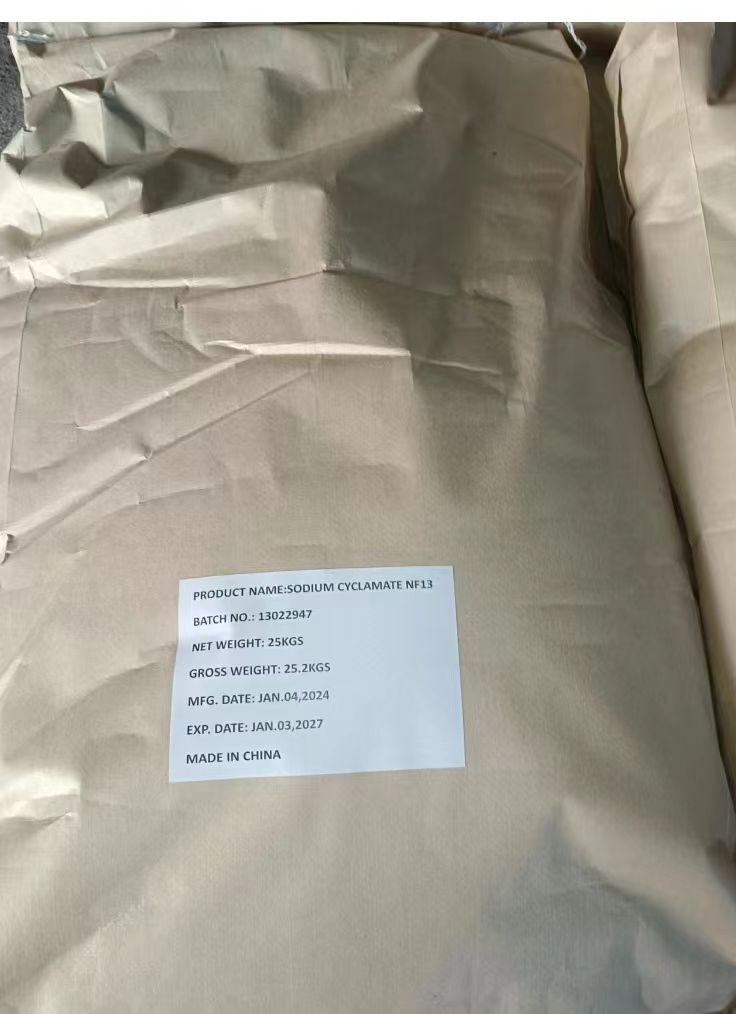 PRODUCT NAME:SODIUM CYCLAMATE NF13
BATCH NO.: 13022947
NET WEIGHT: 25KGS
GROSS WEIGHT: 25.2KGS
MFG. DATE: JAN.04,2024
EXP. DATE: JAN.03,2027
MADE IN CHINA